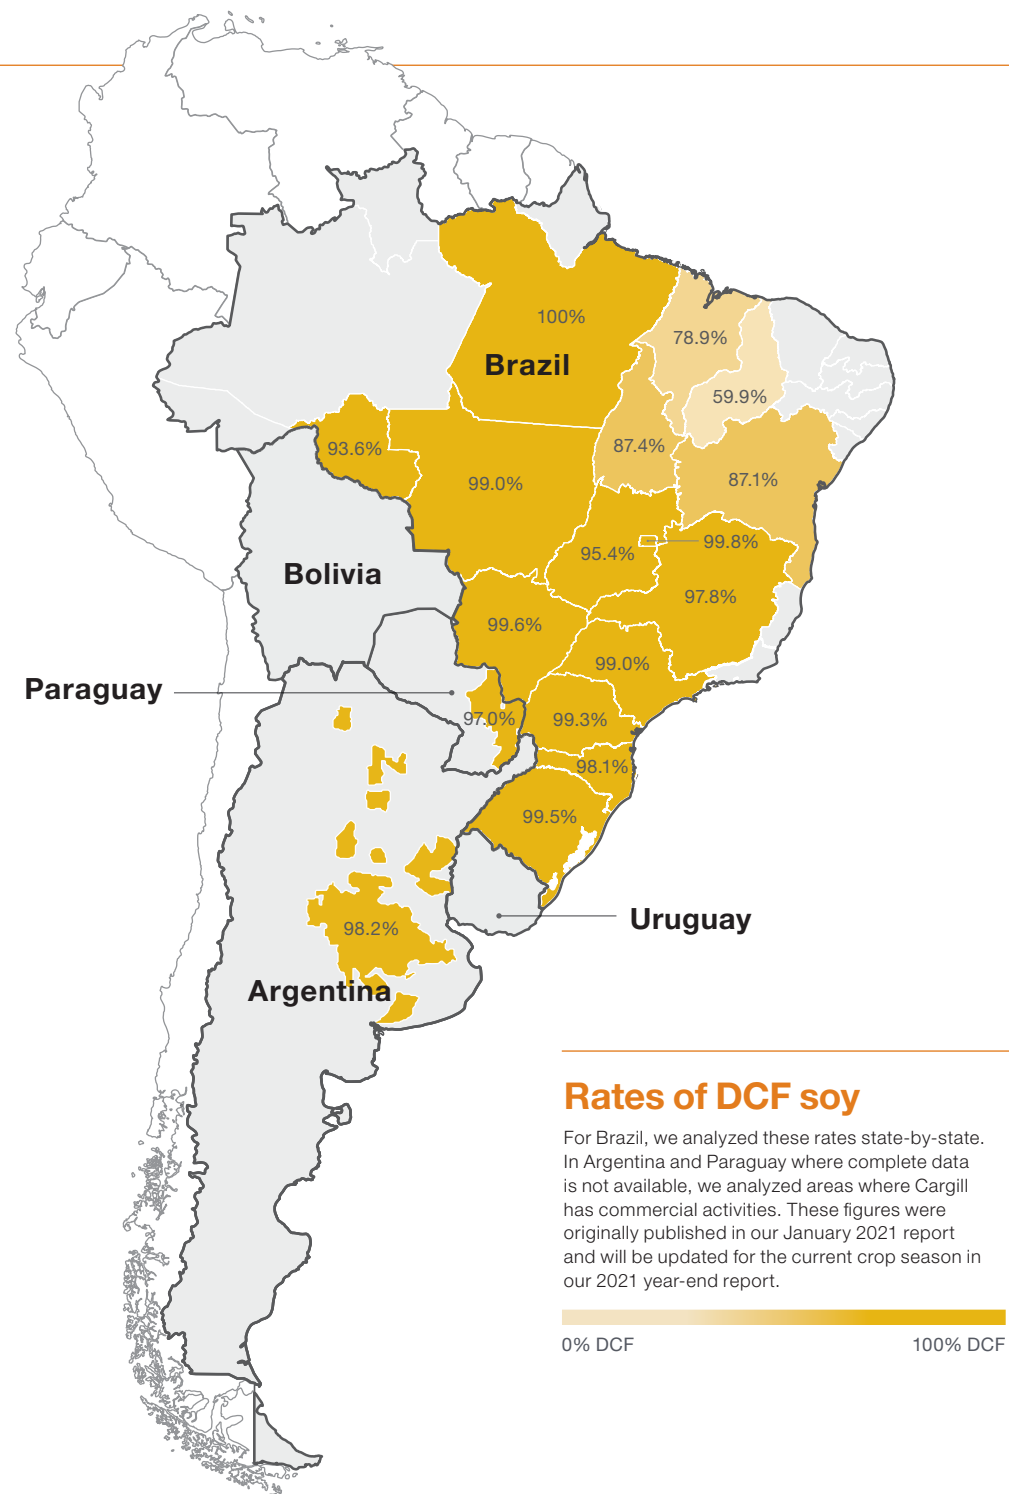 100%
78.9%
Brazil
59.9%
87.4%
93.6%
87.1%
99.0%
99.8%
95.4%
Bolivia
97.8%
99.6%
99.0%
Paraguay
97.0%
99.3%
98.1%
99.5%
Uruguay
98.2%
Argentina
Rates of DCF soy
For Brazil, we analyzed these rates state-by-state.
In Argentina and Paraguay where complete data
is not available, we analyzed areas where Cargill
has commercial activities. These figures were
originally published in our January 2021 report
and will be updated for the current crop season in
our 2021 year-end report.
0% DCF
100% DCF